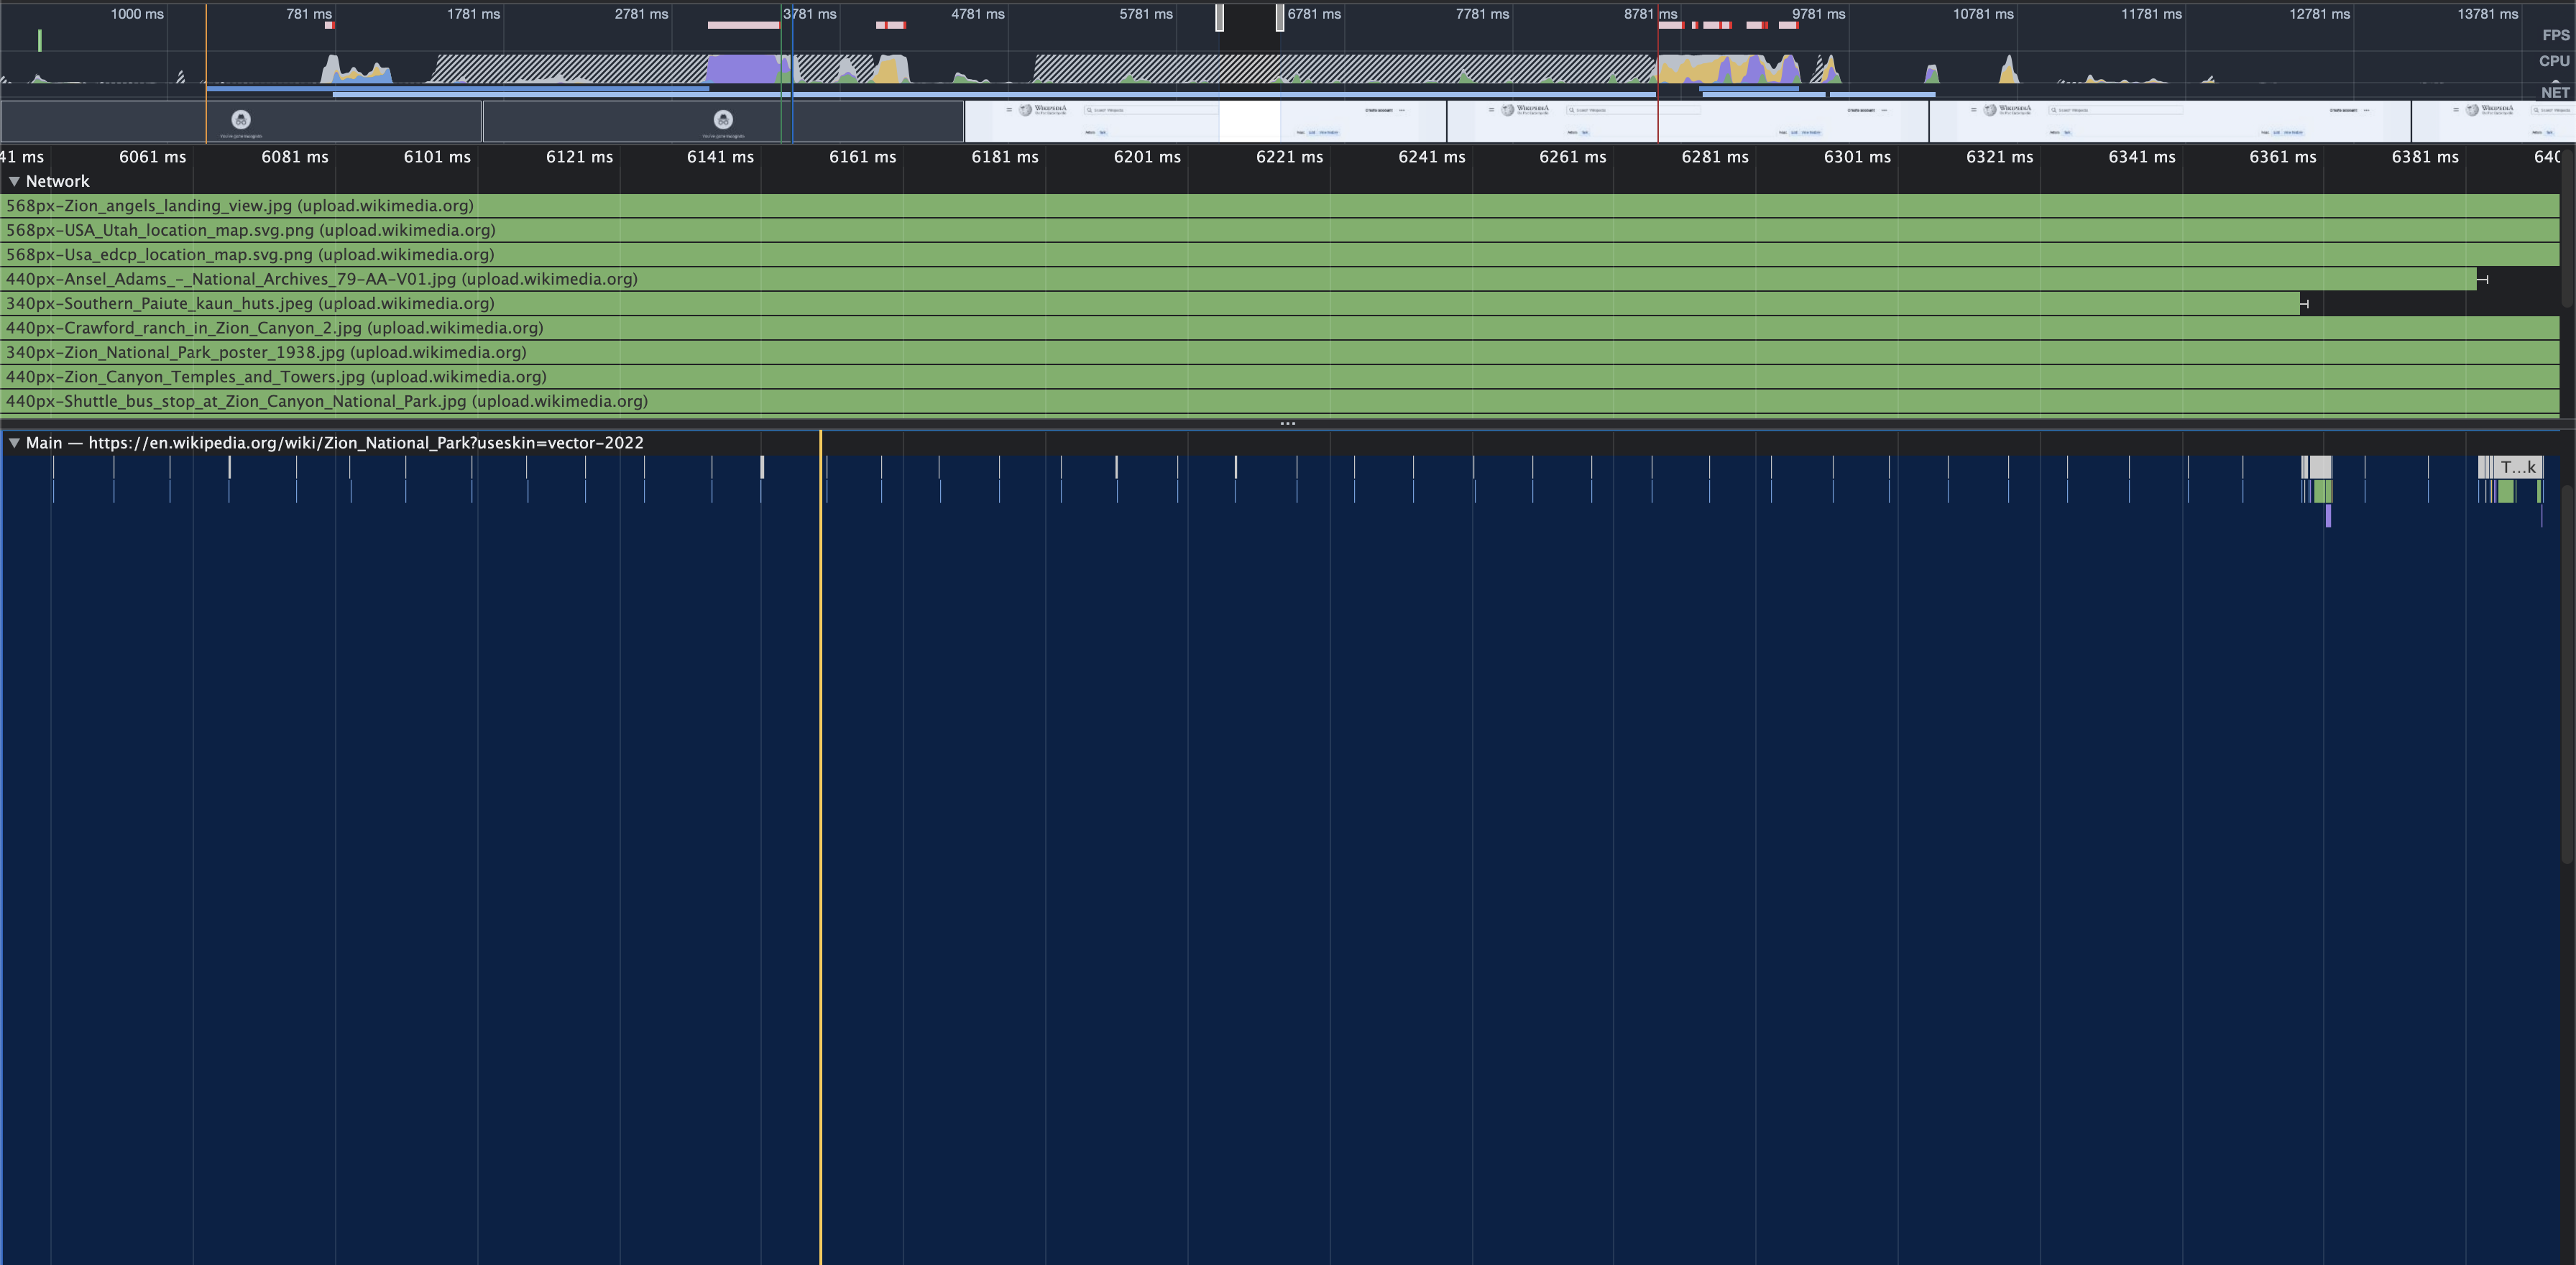 1000 ms 781 ms 1781 ms 2781 ms 3781 ms 4781 ms 5781 ms 6781 ms 7781 ms 8781 ms 9781 ms 10781 ms 11781 ms 12781 ms 13781 ms
FPS
CPU
NET
41 ms 6061 ms 6081 ms 6101 ms 6121 ms 6141 ms 6161 ms 6181 ms 6201 ms 6221 ms 6241 ms 6261 ms 6281 ms 6301 ms 6321 ms 6341 ms 6361 ms 6381 ms 640
Network
568px-Zion_angels_landing_view.jpg (upload.wikimedia.org)
568px-USA_Utah_location_map.svg.png (upload.wikimedia.org)
568px-Usa_edcp_location_map.svg.png (upload.wikimedia.org)
440px-Ansel_Adams_-_National_Archives_79-AA-V01.jpg (upload.wikimedia.org)
340px-Southern_Paiute_kaun_huts.jpeg (upload.wikimedia.org)
440px-Crawford_ranch_in_Zion_Canyon_2.jpg (upload.wikimedia.org)
340px-Zion_National_Park_poster_1938.jpg (upload.wikimedia.org)
440px-Zion_Canyon_Temples_and_Towers.jpg (upload.wikimedia.org)
440px-Shuttle_bus_stop_at_Zion_Canyon_National_Park.jpg (upload.wikimedia.org)
Main — https://en.wikipedia.org/wiki/Zion_National_Park?useskin=vector-2022
T...k